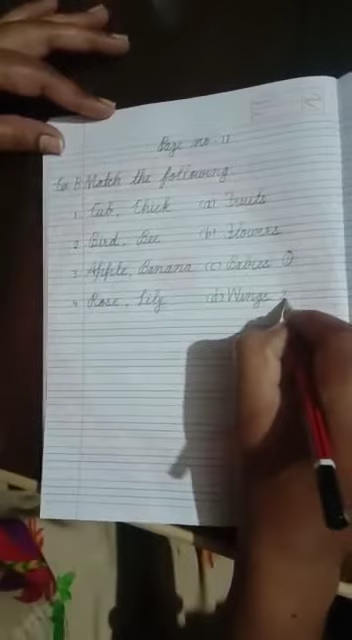 Page no. 11
Ex B Match the following.
1. Cub, Chick (a) Fruits
2. Bird, Bee (b) Flowers
3. Apple, Banana (c) Babies ①
4. Rose, Lily (d) Wings